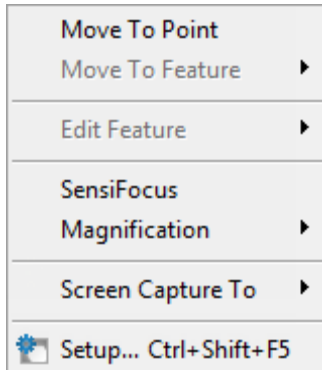 Move To Point
Move To Feature
Edit Feature
SensiFocus
Magnification
Screen Capture To
Setup... Ctrl+Shift+F5